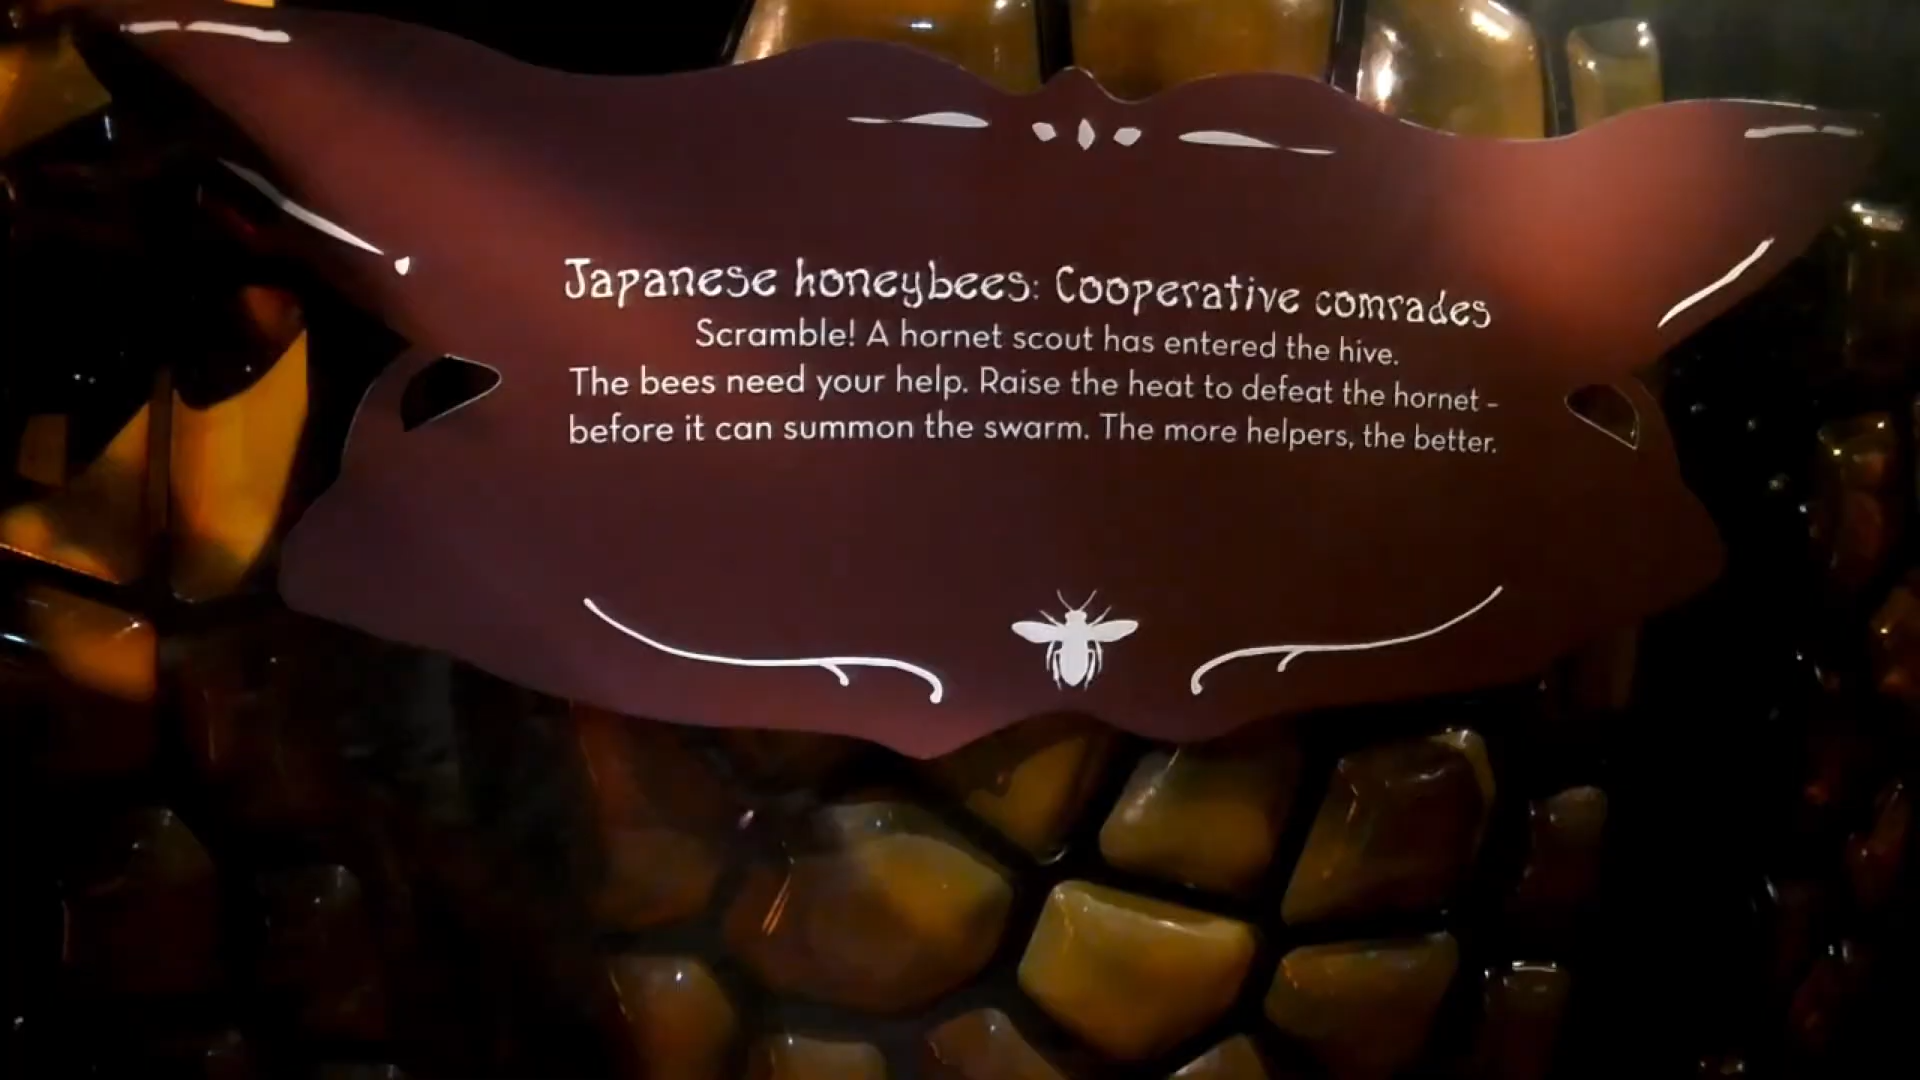 Japanese honeybees: Cooperative comrades
Scramble! A hornet scout has entered the hive.
The bees need your help. Raise the heat to defeat the hornet -
before it can summon the swarm. The more helpers, the better.